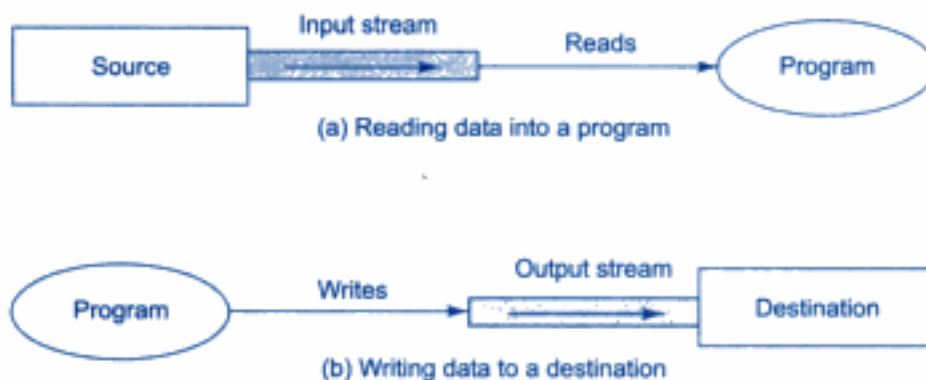 Input stream
Source
Reads
Program
(a) Reading data into a program
Output stream
Program
Writes
Destination
(b) Writing data to a destination